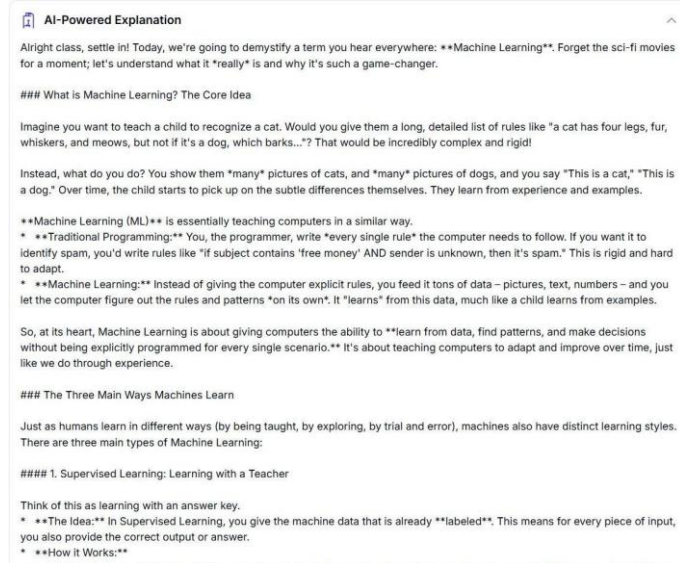 AI-Powered Explanation
Alright class, settle in! Today, we're going to demystify a term you hear everywhere: **Machine Learning**. Forget the sci-fi movies
for a moment; let's understand what it *really* is and why it's such a game-changer.
### What is Machine Learning? The Core Idea
Imagine you want to teach a child to recognize a cat. Would you give them a long, detailed list of rules like "a cat has four legs, fur,
whiskers, and meows, but not if it's a dog, which barks..."? That would be incredibly complex and rigid!
Instead, what do you do? You show them *many* pictures of cats, and *many* pictures of dogs, and you say "This is a cat," "This is
a dog." Over time, the child starts to pick up on the subtle differences themselves. They learn from experience and examples.
**Machine Learning (ML)** is essentially teaching computers in a similar way.
* **Traditional Programming:** You, the programmer, write *every single rule* the computer needs to follow. If you want it to
identify spam, you'd write rules like "if subject contains 'free money' AND sender is unknown, then it's spam." This is rigid and hard
to adapt.
* **Machine Learning:** Instead of giving the computer explicit rules, you feed it tons of data – pictures, text, numbers – and you
let the computer figure out the rules and patterns *on its own*. It "learns" from this data, much like a child learns from examples.
So, at its heart, Machine Learning is about giving computers the ability to **learn from data, find patterns, and make decisions
without being explicitly programmed for every single scenario.** It's about teaching computers to adapt and improve over time, just
like we do through experience.
### The Three Main Ways Machines Learn
Just as humans learn in different ways (by being taught, by exploring, by trial and error), machines also have distinct learning styles.
There are three main types of Machine Learning:
#### 1. Supervised Learning: Learning with a Teacher
Think of this as learning with an answer key.
* **The Idea:** In Supervised Learning, you give the machine data that is already **labeled**. This means for every piece of input,
you also provide the correct output or answer.
* **How it Works:**